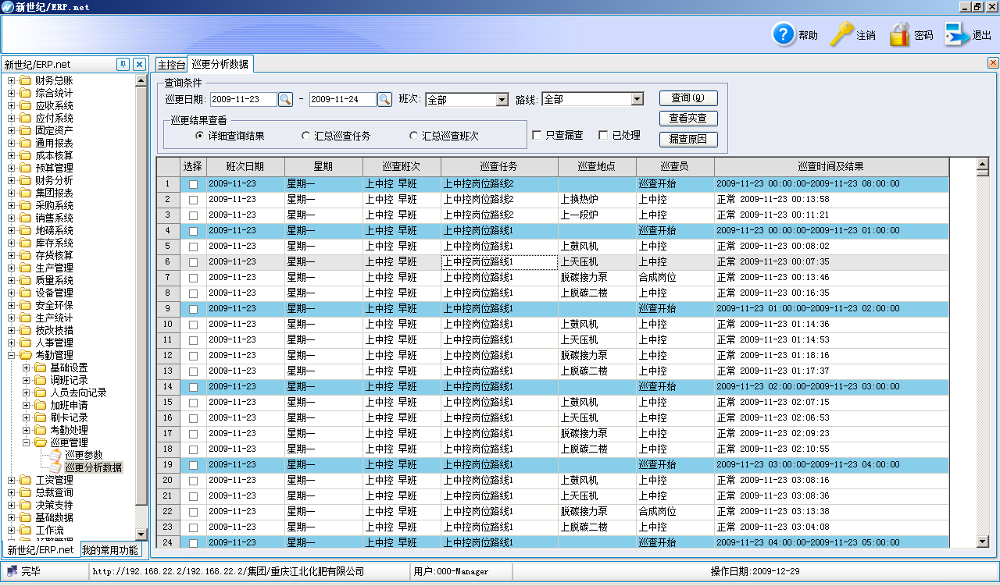 新世纪/ERP.net
帮助 注销 密码 退出
新世纪/ERP.net
财务总账
综合统计
应收系统
应付系统
固定资产
通用报表
成本核算
预算管理
财务分析
集团报表
采购系统
销售系统
地磅系统
库存系统
存货核算
生产管理
质量系统
设备管理
安全环保
生产统计
技改技措
人事管理
考勤管理
基础设置
调班记录
人员去向记录
加班申请
刷卡记录
考勤处理
巡更管理
巡更参数
巡更分析数据
工资管理
总裁查询
决策支持
基础数据
工作流
新世纪/ERP.net 我的常用功能
主控台 巡更分析数据
查询条件
巡更日期: 2009-11-23 - 2009-11-24 班次: 全部 路线: 全部 查询(Q)
查看实查
巡更结果查看
详细查询结果 汇总巡查任务 汇总巡查班次 只查漏查 已处理
漏查原因
选择 班次日期 星期 巡查班次 巡查任务 巡查地点 巡查员 巡查时间及结果
1 2009-11-23 星期一 上中控 早班 上中控岗位路线2 巡查开始 2009-11-23 00:00:00-2009-11-23 08:00:00
2 2009-11-23 星期一 上中控 早班 上中控岗位路线2 上换热炉 上中控 正常 2009-11-23 00:13:58
3 2009-11-23 星期一 上中控 早班 上中控岗位路线2 上一段炉 上中控 正常 2009-11-23 00:11:21
4 2009-11-23 星期一 上中控 早班 上中控岗位路线1 巡查开始 2009-11-23 00:00:00-2009-11-23 01:00:00
5 2009-11-23 星期一 上中控 早班 上中控岗位路线1 上鼓风机 上中控 正常 2009-11-23 00:08:02
6 2009-11-23 星期一 上中控 早班 上中控岗位路线1 上天压机 上中控 正常 2009-11-23 00:07:35
7 2009-11-23 星期一 上中控 早班 上中控岗位路线1 脱碳接力泵 合成岗位 正常 2009-11-23 00:13:46
8 2009-11-23 星期一 上中控 早班 上中控岗位路线1 上脱碳二楼 上中控 正常 2009-11-23 00:16:35
9 2009-11-23 星期一 上中控 早班 上中控岗位路线1 巡查开始 2009-11-23 01:00:00-2009-11-23 02:00:00
10 2009-11-23 星期一 上中控 早班 上中控岗位路线1 上鼓风机 上中控 正常 2009-11-23 01:14:36
11 2009-11-23 星期一 上中控 早班 上中控岗位路线1 上天压机 上中控 正常 2009-11-23 01:14:53
12 2009-11-23 星期一 上中控 早班 上中控岗位路线1 脱碳接力泵 上中控 正常 2009-11-23 01:18:16
13 2009-11-23 星期一 上中控 早班 上中控岗位路线1 上脱碳二楼 上中控 正常 2009-11-23 01:17:37
14 2009-11-23 星期一 上中控 早班 上中控岗位路线1 巡查开始 2009-11-23 02:00:00-2009-11-23 03:00:00
15 2009-11-23 星期一 上中控 早班 上中控岗位路线1 上鼓风机 上中控 正常 2009-11-23 02:07:15
16 2009-11-23 星期一 上中控 早班 上中控岗位路线1 上天压机 上中控 正常 2009-11-23 02:06:53
17 2009-11-23 星期一 上中控 早班 上中控岗位路线1 脱碳接力泵 上中控 正常 2009-11-23 02:09:23
18 2009-11-23 星期一 上中控 早班 上中控岗位路线1 上脱碳二楼 上中控 正常 2009-11-23 02:10:55
19 2009-11-23 星期一 上中控 早班 上中控岗位路线1 巡查开始 2009-11-23 03:00:00-2009-11-23 04:00:00
20 2009-11-23 星期一 上中控 早班 上中控岗位路线1 上鼓风机 上中控 正常 2009-11-23 03:08:16
21 2009-11-23 星期一 上中控 早班 上中控岗位路线1 上天压机 上中控 正常 2009-11-23 03:08:36
22 2009-11-23 星期一 上中控 早班 上中控岗位路线1 脱碳接力泵 合成岗位 正常 2009-11-23 03:13:38
23 2009-11-23 星期一 上中控 早班 上中控岗位路线1 上脱碳二楼 上中控 正常 2009-11-23 03:04:08
24 2009-11-23 星期一 上中控 早班 上中控岗位路线1 巡查开始 2009-11-23 04:00:00-2009-11-23 05:00:00
完毕 http://192.168.22.2/192.168.22.2/集团/重庆江北化肥有限公司 用户:000-Manager 操作日期:2009-12-29